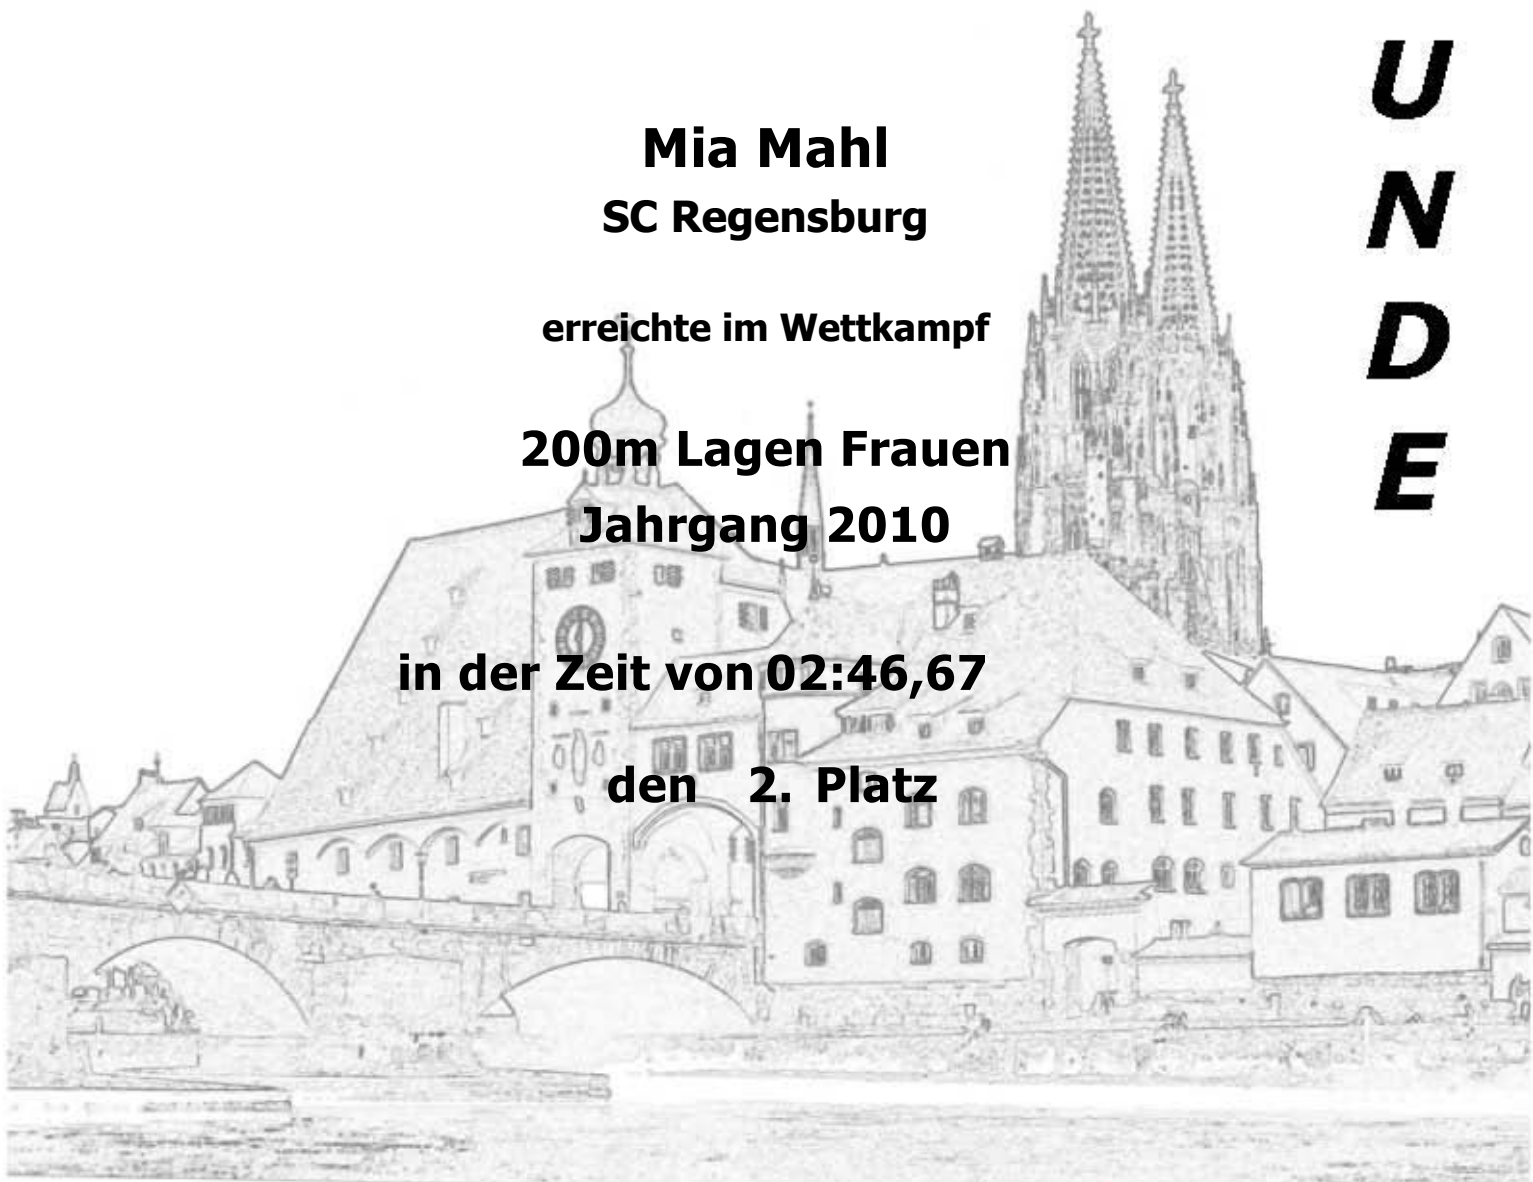 Mia Mahl
SC Regensburg
erreichte im Wettkampf
200m Lagen Frauen
Jahrgang 2010
in der Zeit von 02:46,67
den 2. Platz
U
N
D
E